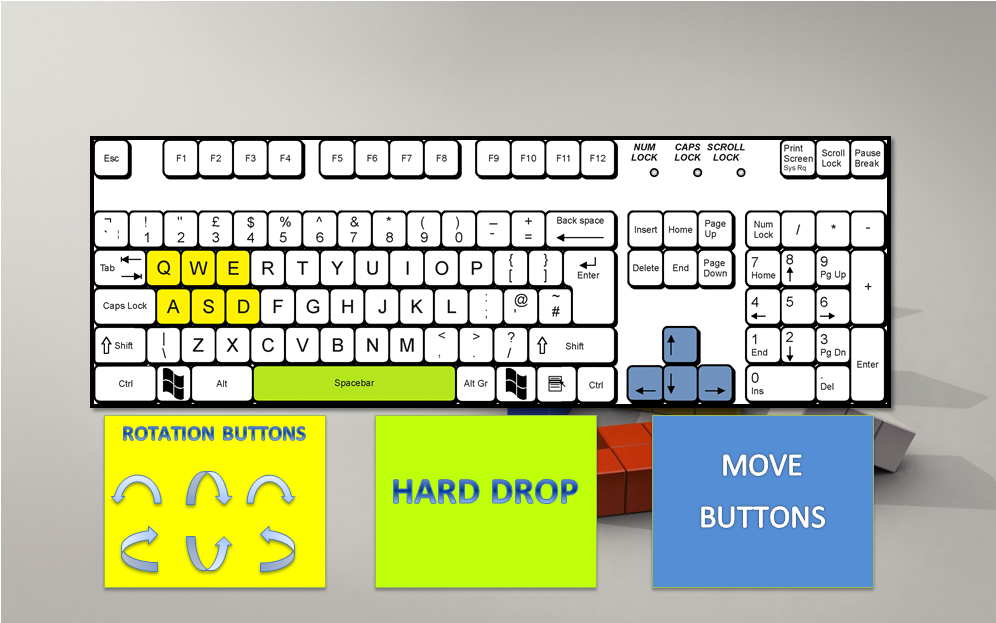 Esc F1 F2 F3 F4 F5 F6 F7 F8 F9 F10 F11 F12
NUM LOCK CAPS LOCK SCROLL LOCK
Print Screen Sys Rq
Scroll Lock
Pause Break
¬ ` ¦ ! 1 " 2 £ 3 $ 4 % 5 ^ 6 & 7 * 8 ( 9 ) 0 – - + = Back space
Insert Home Page Up
Num Lock / * -
Tab Q W E R T Y U I O P { [ } ] Enter
Delete End Page Down
7 Home 8 9 Pg Up +
Caps Lock A S D F G H J K L : ; @ ' ~ #
4 5 6
Shift | \ Z X C V B N M < , > . ? / Shift
1 End 2 3 Pg Dn Enter
Ctrl Alt Spacebar Alt Gr Ctrl
0 Ins . Del
ROTATION BUTTONS
HARD DROP
MOVE
BUTTONS